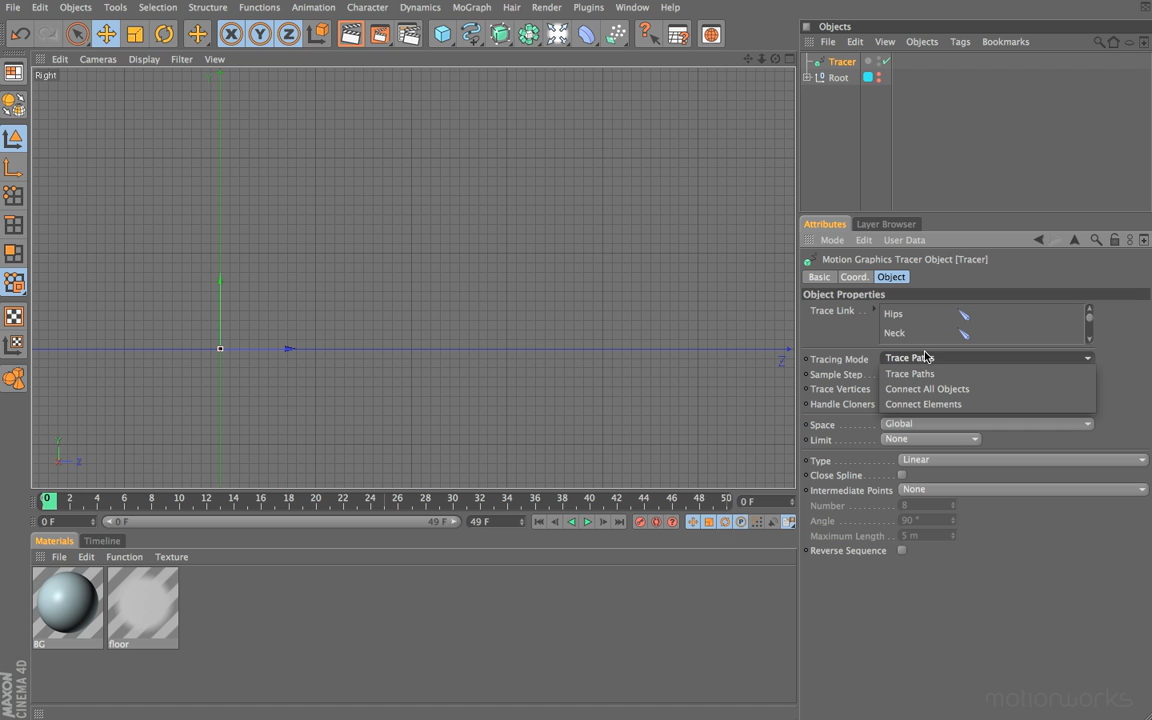 File Edit Objects Tools Selection Structure Functions Animation Character Dynamics MoGraph Hair Render Plugins Window Help
Objects
File Edit View Objects Tags Bookmarks
Edit Cameras Display Filter View
Right
Tracer
Root
Y
Z
Y
X Z
Attributes Layer Browser
Mode Edit User Data
Motion Graphics Tracer Object [Tracer]
Basic Coord. Object
Object Properties
Trace Link Hips
Neck
Tracing Mode Trace Paths
Trace Paths
Sample Step
Connect All Objects
Trace Vertices
Connect Elements
Handle Cloners
Space Global
Limit None
Type Linear
Close Spline
Intermediate Points None
Number 8
Angle 90 °
Maximum Length 5 m
Reverse Sequence
0 2 4 6 8 10 12 14 16 18 20 22 24 26 28 30 32 34 36 38 40 42 44 46 48 50 0 F
0 F 0 F 49 F 49 F
Materials Timeline
File Edit Function Texture
BG floor
MAXON
CINEMA 4D
motionworks